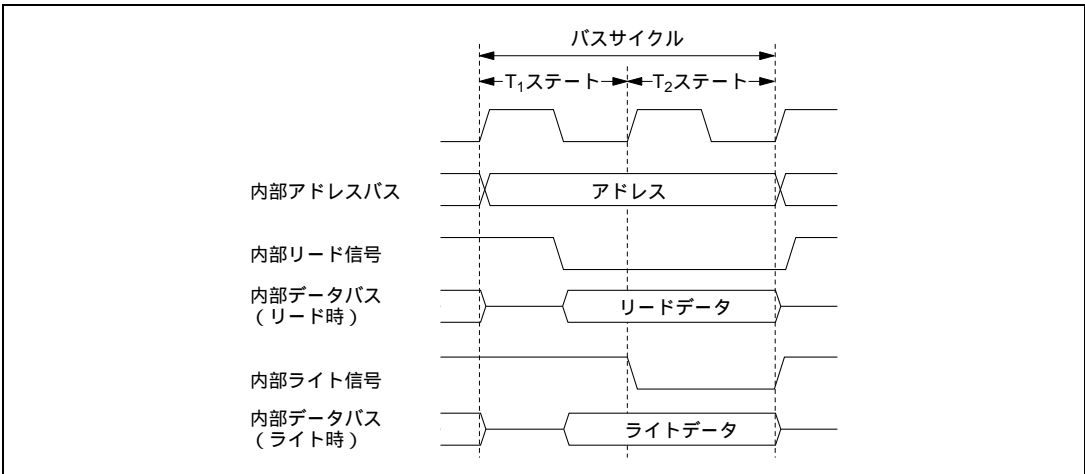 バスサイクル
T₁ステート
T₂ステート
内部アドレスバス
アドレス
内部リード信号
内部データバス
(リード時)
リードデータ
内部ライト信号
内部データバス
(ライト時)
ライトデータ